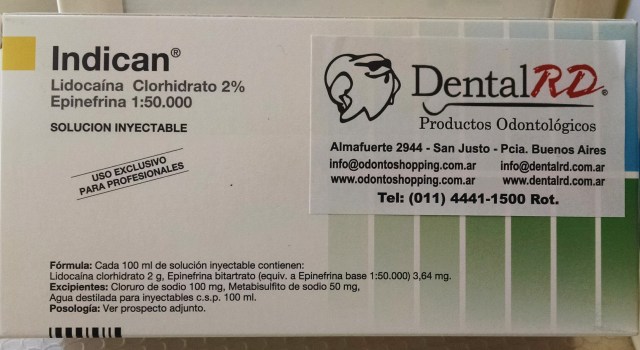 Indican®
Lidocaína Clorhidrato 2%
Epinefrina 1:50.000
SOLUCION INYECTABLE
USO EXCLUSIVO
PARA PROFESIONALES
DentalRD®
Productos Odontológicos
Almafuerte 2944 - San Justo - Pcia. Buenos Aires
info@odontoshopping.com.ar info@dentalrd.com.ar
www.odontoshopping.com.ar www.dentalrd.com.ar
Tel: (011) 4441-1500 Rot.
Fórmula: Cada 100 ml de solución inyectable contienen:
Lidocaína clorhidrato 2 g, Epinefrina bitartrato (equiv. a Epinefrina base 1:50.000) 3,64 mg.
Excipientes: Cloruro de sodio 100 mg, Metabisulfito de sodio 50 mg,
Agua destilada para inyectables c.s.p. 100 ml.
Posología: Ver prospecto adjunto.